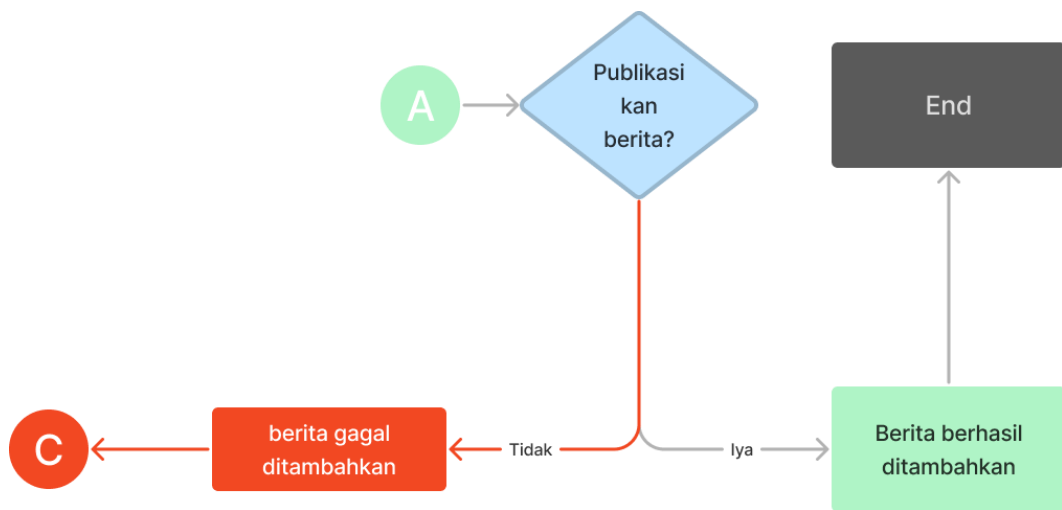 A
Publikasi
kan
berita?
End
C
berita gagal
ditambahkan
Tidak
Iya
Berita berhasil
ditambahkan